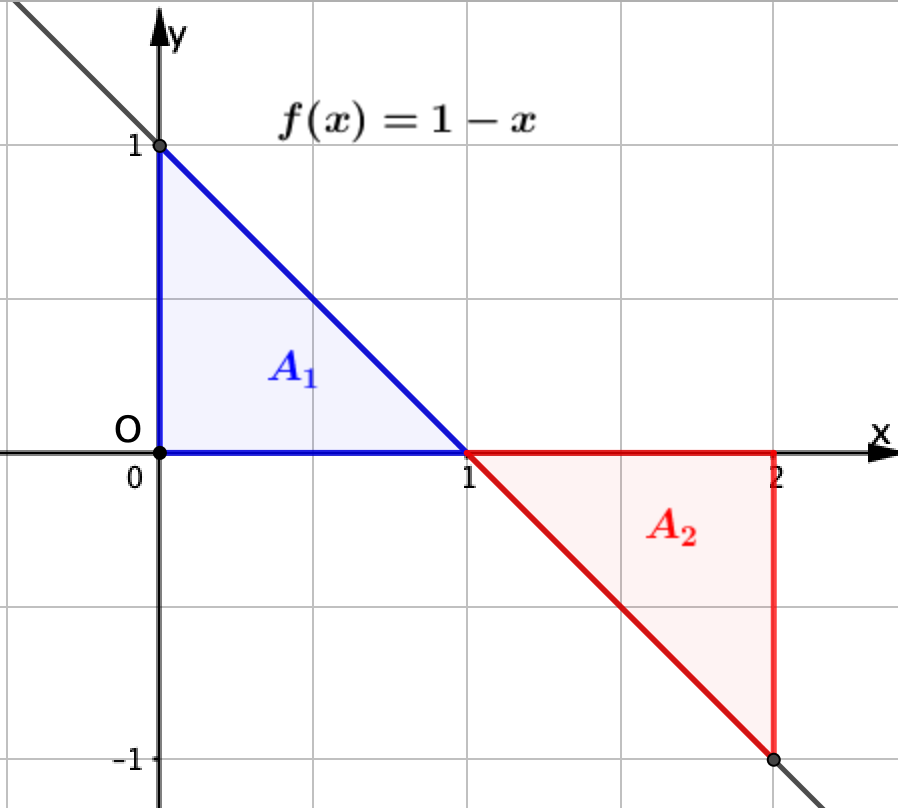 y
f(x) = 1 − x
1
A₁
O
x
0
1
2
A₂
-1